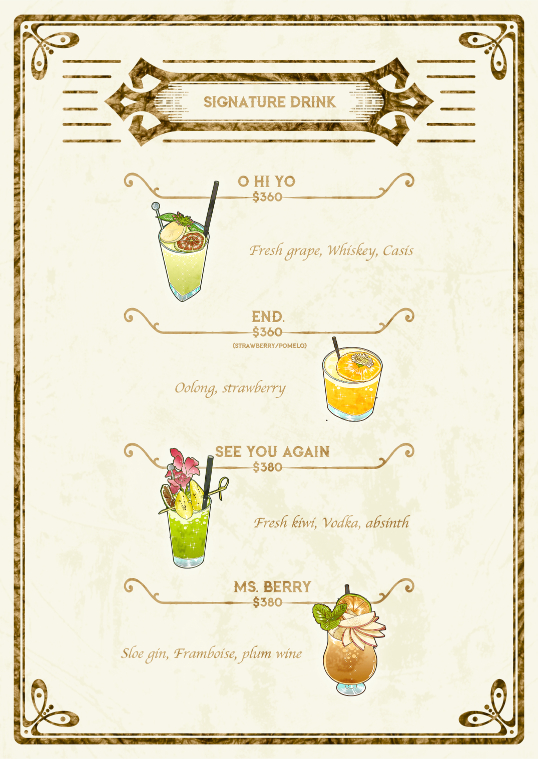 SIGNATURE DRINK
O HI YO
$360
Fresh grape, Whiskey, Casis
END.
$360
(STRAWBERRY/POMELO)
Oolong, strawberry
SEE YOU AGAIN
$380
Fresh kiwi, Vodka, absinth
MS. BERRY
$380
Sloe gin, Framboise, plum wine